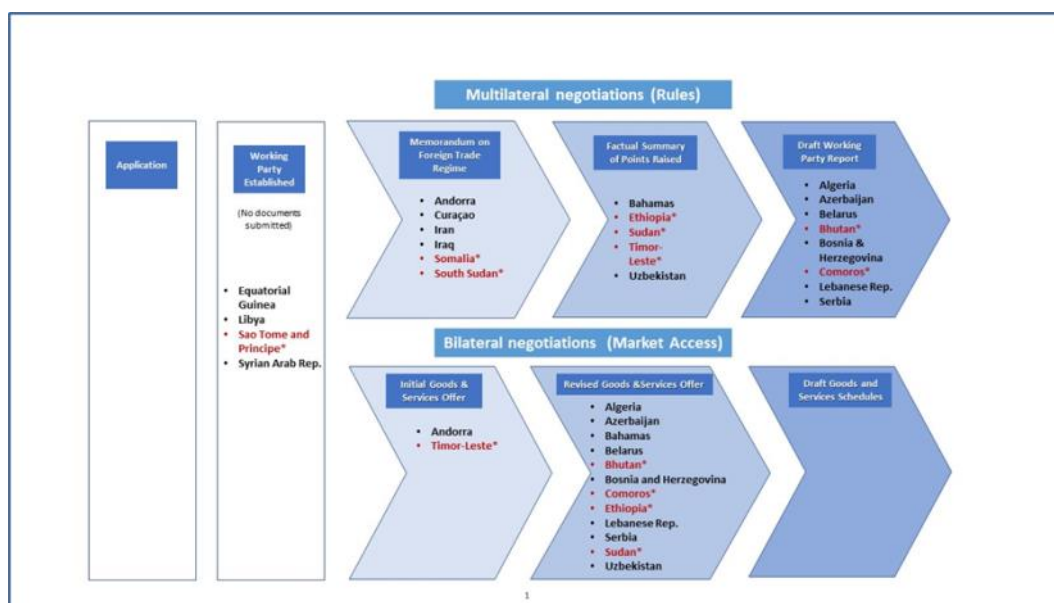 Multilateral negotiations (Rules)
Application
Working
Party
Established
(No documents
submitted)
• Equatorial
Guinea
• Libya
• Sao Tome and
Principe*
• Syrian Arab Rep.
Memorandum on
Foreign Trade
Regime
• Andorra
• Curaçao
• Iran
• Iraq
• Somalia*
• South Sudan*
Factual Summary
of Points Raised
• Bahamas
• Ethiopia*
• Sudan*
• Timor-
Leste*
• Uzbekistan
Draft Working
Party Report
• Algeria
• Azerbaijan
• Belarus
• Bhutan*
• Bosnia &
Herzegovina
• Comoros*
• Lebanese Rep.
• Serbia
Bilateral negotiations (Market Access)
Initial Goods &
Services Offer
• Andorra
• Timor-Leste*
Revised Goods &Services Offer
• Algeria
• Azerbaijan
• Bahamas
• Belarus
• Bhutan*
• Bosnia and Herzegovina
• Comoros*
• Ethiopia*
• Lebanese Rep.
• Serbia
• Sudan*
• Uzbekistan
Draft Goods and
Services Schedules
1